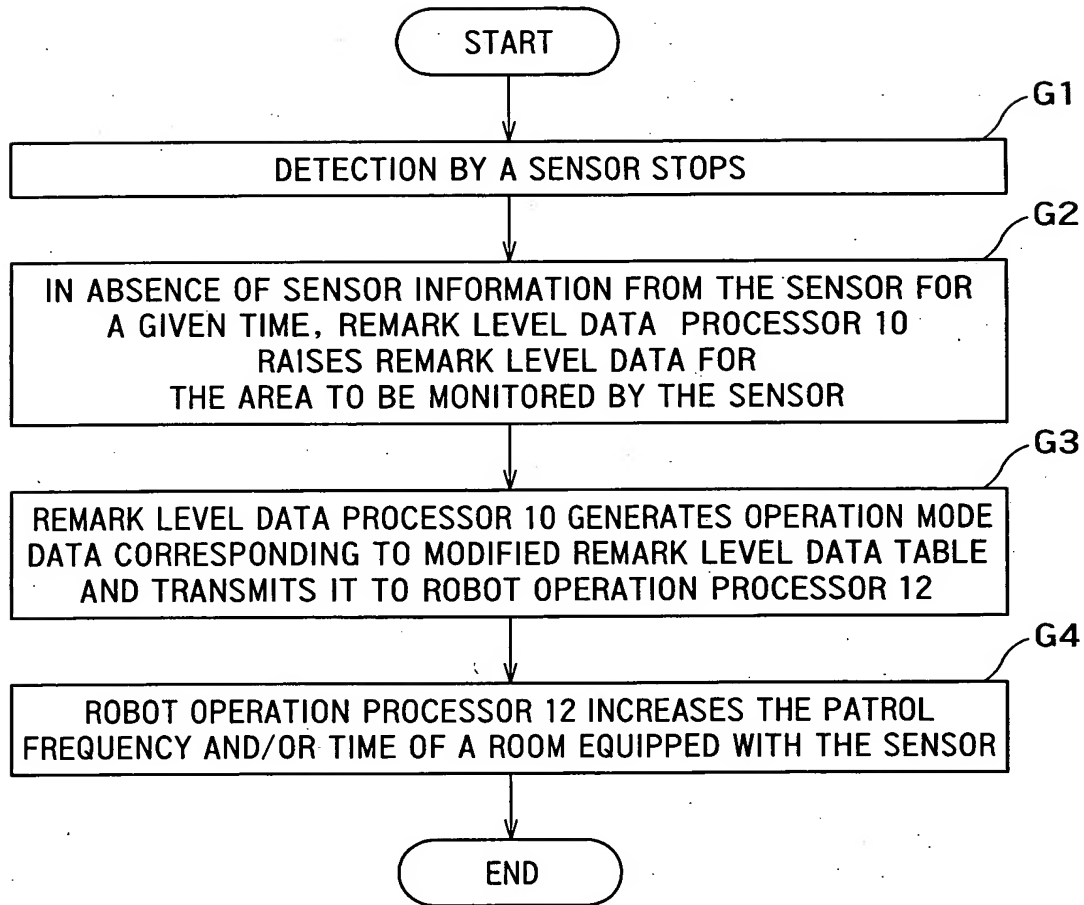 START
G1
DETECTION BY A SENSOR STOPS
G2
IN ABSENCE OF SENSOR INFORMATION FROM THE SENSOR FOR
A GIVEN TIME, REMARK LEVEL DATA PROCESSOR 10
RAISES REMARK LEVEL DATA FOR
THE AREA TO BE MONITORED BY THE SENSOR
G3
REMARK LEVEL DATA PROCESSOR 10 GENERATES OPERATION MODE
DATA CORRESPONDING TO MODIFIED REMARK LEVEL DATA TABLE
AND TRANSMITS IT TO ROBOT OPERATION PROCESSOR 12
G4
ROBOT OPERATION PROCESSOR 12 INCREASES THE PATROL
FREQUENCY AND/OR TIME OF A ROOM EQUIPPED WITH THE SENSOR
END